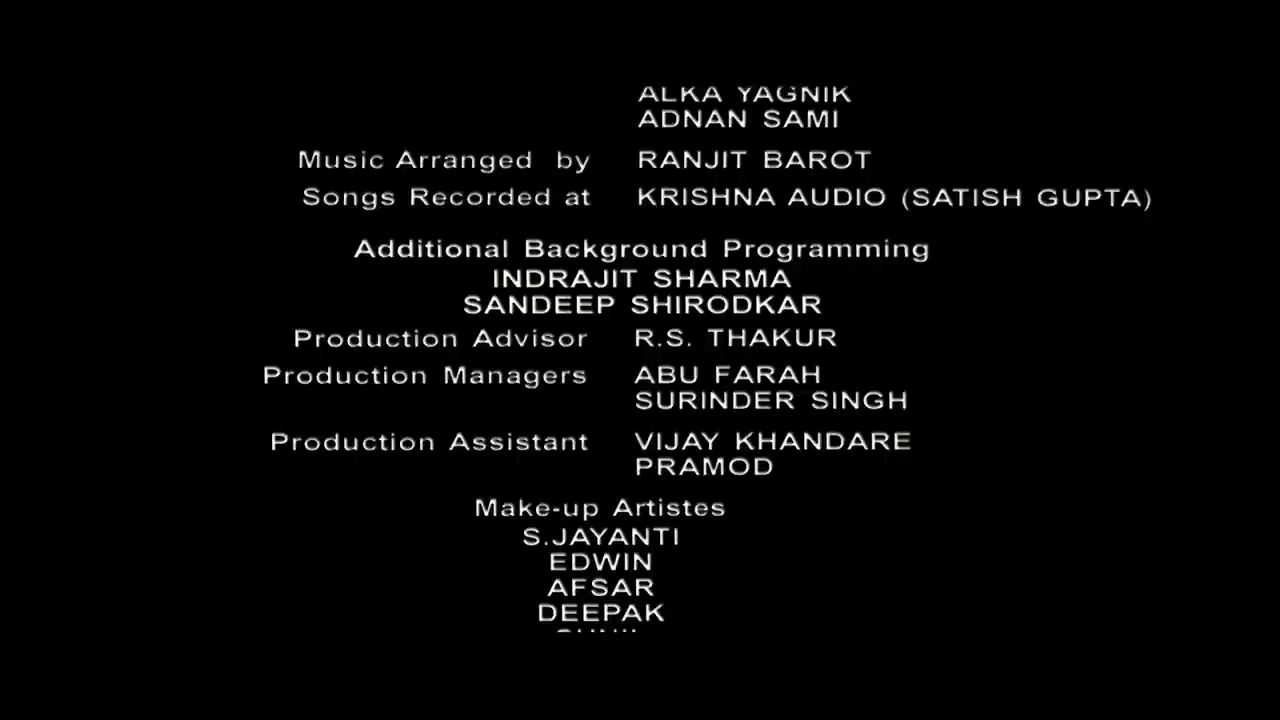 ALKA YAGNIK
ADNAN SAMI
Music Arranged by RANJIT BAROT
Songs Recorded at KRISHNA AUDIO (SATISH GUPTA)
Additional Background Programming
INDRAJIT SHARMA
SANDEEP SHIRODKAR
Production Advisor R.S. THAKUR
Production Managers ABU FARAH
SURINDER SINGH
Production Assistant VIJAY KHANDARE
PRAMOD
Make-up Artistes
S.JAYANTI
EDWIN
AFSAR
DEEPAK